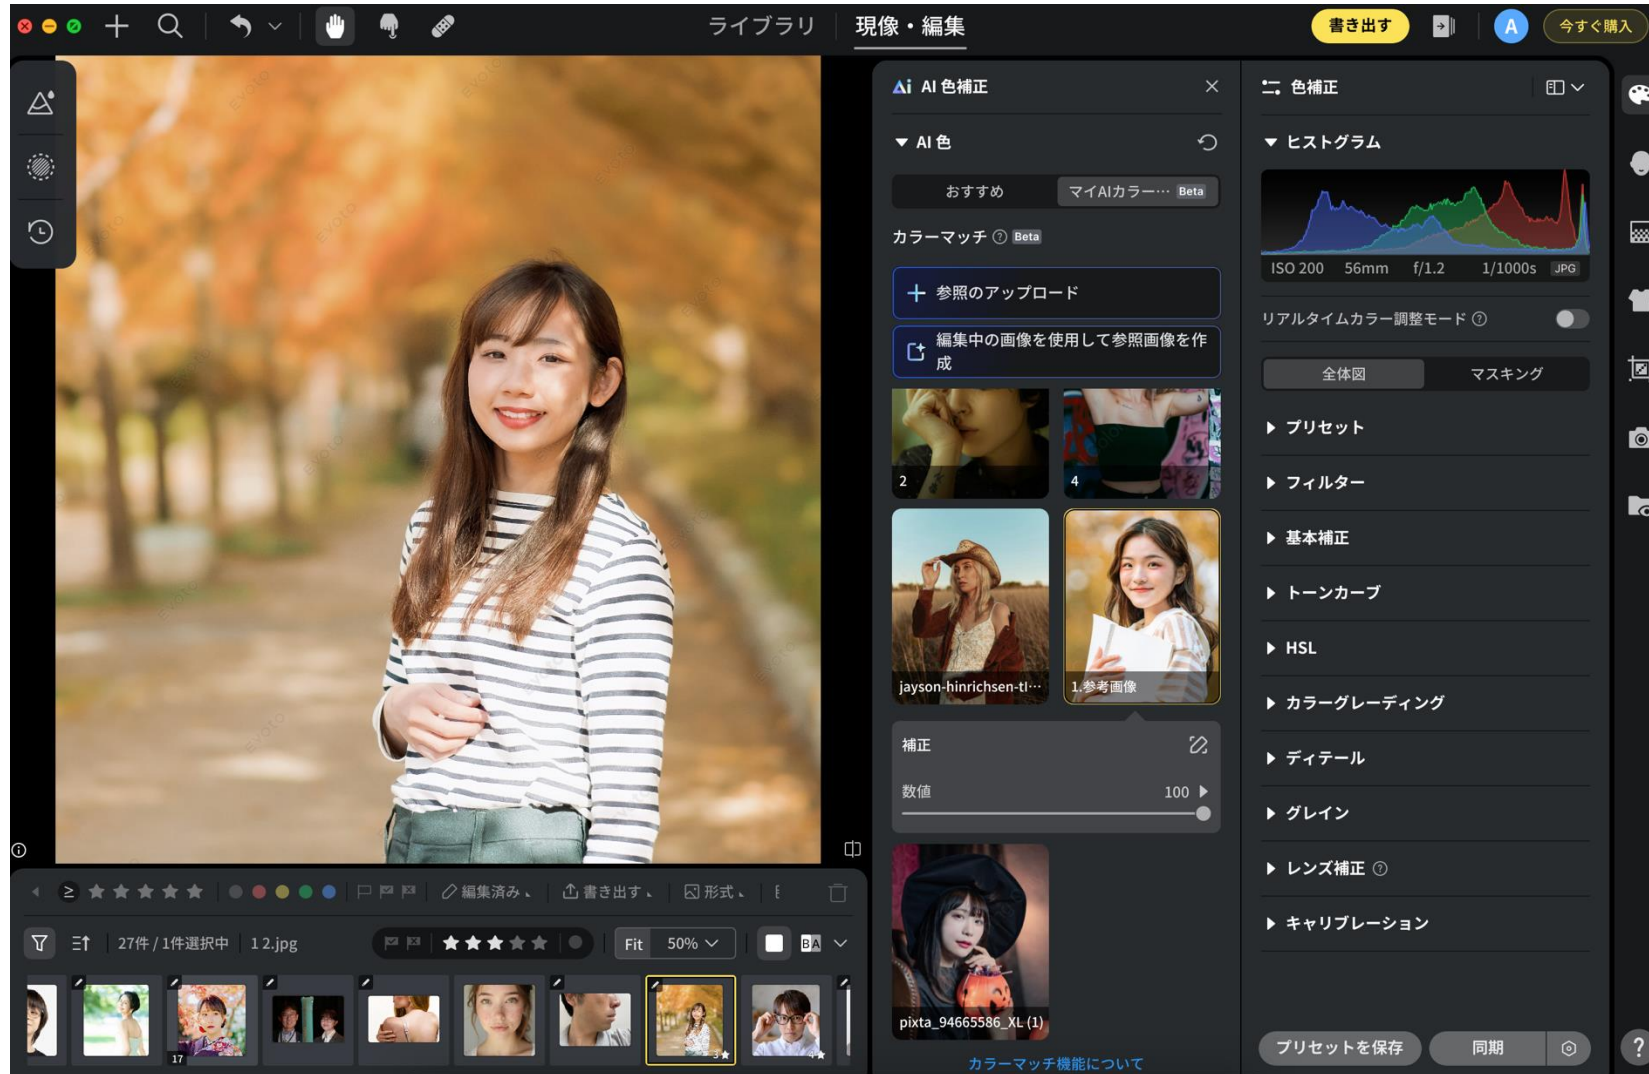 ライブラリ
現像・編集
書き出す
A
今すぐ購入
Ai AI 色補正
AI 色
おすすめ
マイAIカラー… Beta
カラーマッチ ? Beta
参照のアップロード
編集中の画像を使用して参照画像を作
成
2
4
jayson-hinrichsen-tI…
1.参考画像
補正
数値
100
pixta_94665586_XL (1)
カラーマッチ機能について
色補正
ヒストグラム
ISO 200 56mm f/1.2 1/1000s JPG
リアルタイムカラー調整モード ?
全体図
マスキング
プリセット
フィルター
基本補正
トーンカーブ
HSL
カラーグレーディング
ディテール
グレイン
レンズ補正 ?
キャリブレーション
プリセットを保存
同期
?
evoto
≥
編集済み
書き出す
形式
27件 / 1件選択中
1 2.jpg
Fit
50%
BA
17
3★
4★